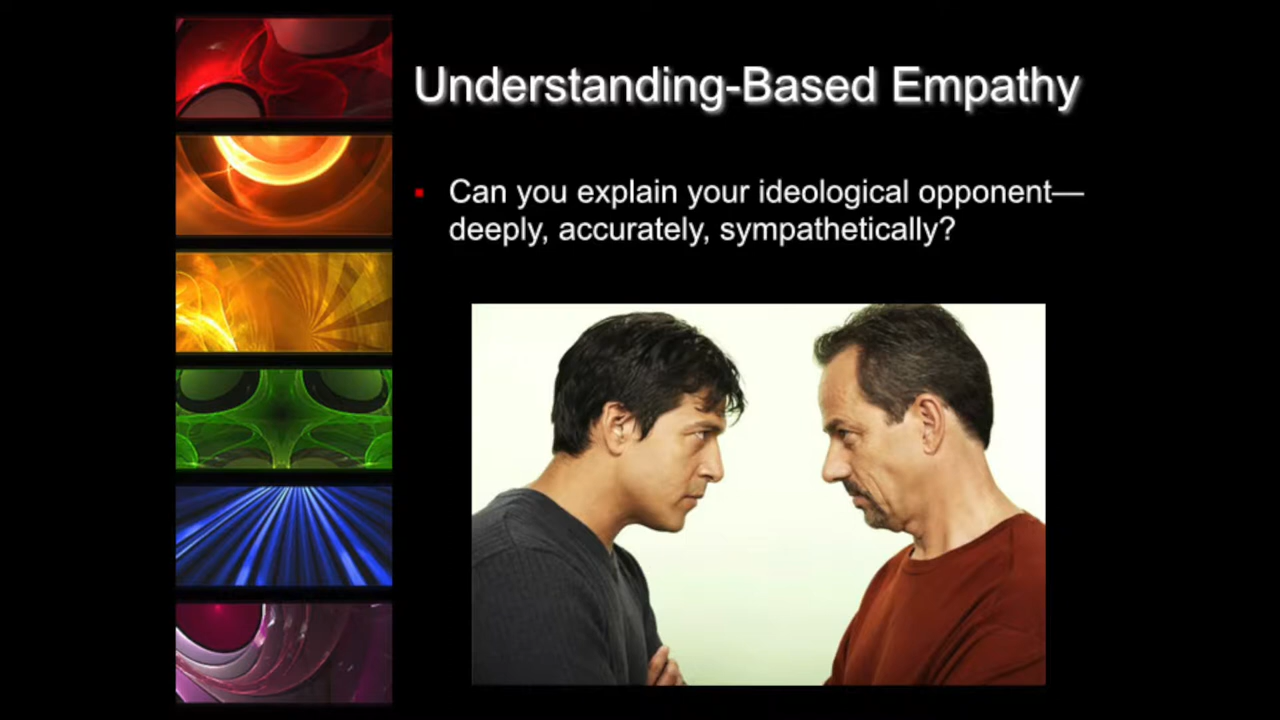 Understanding-Based Empathy
Can you explain your ideological opponent—
deeply, accurately, sympathetically?